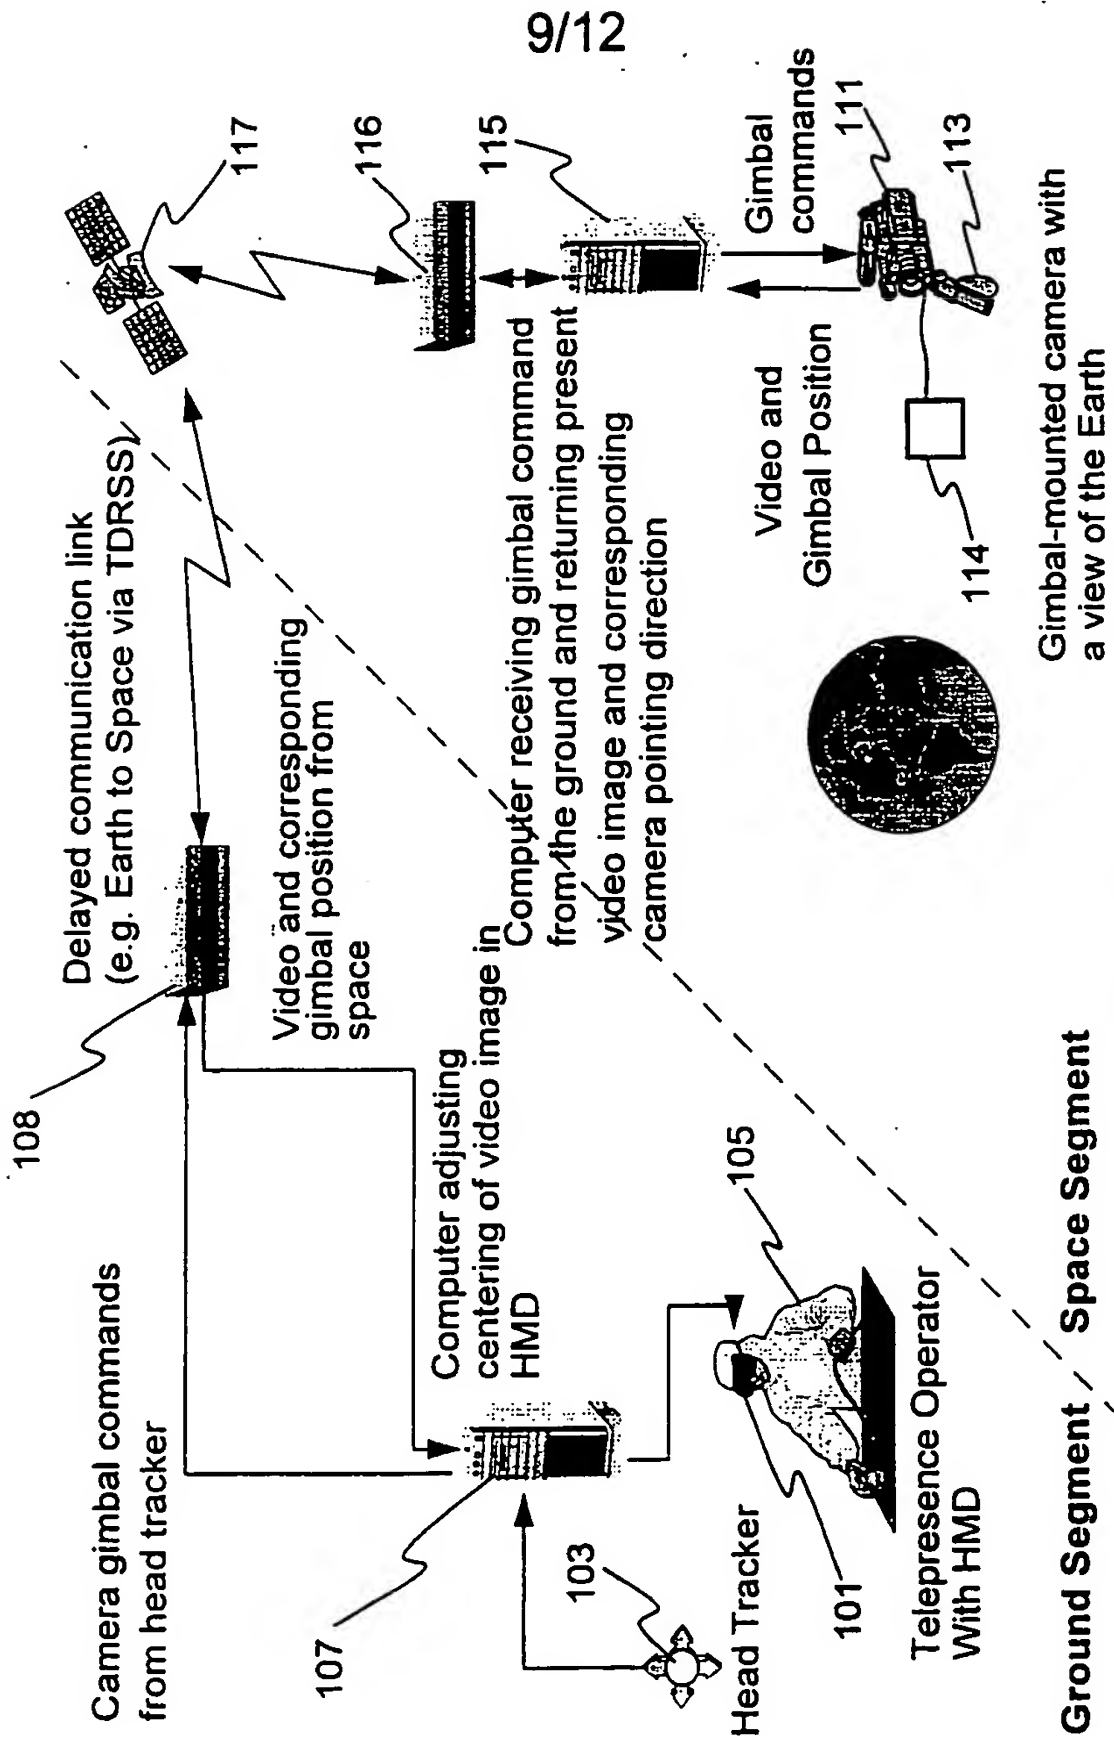 9/12
Camera gimbal commands
from head tracker
108
Delayed communication link
(e.g. Earth to Space via TDRSS)
117
Video and corresponding
gimbal position from
space
116
107
Computer adjusting
centering of video image in
HMD
Computer receiving gimbal command
from the ground and returning present
video image and corresponding
camera pointing direction
115
103
Head Tracker
101
105
Telepresence Operator
With HMD
Video and
Gimbal Position
Gimbal
commands
111
113
114
Gimbal-mounted camera with
a view of the Earth
Ground Segment
Space Segment